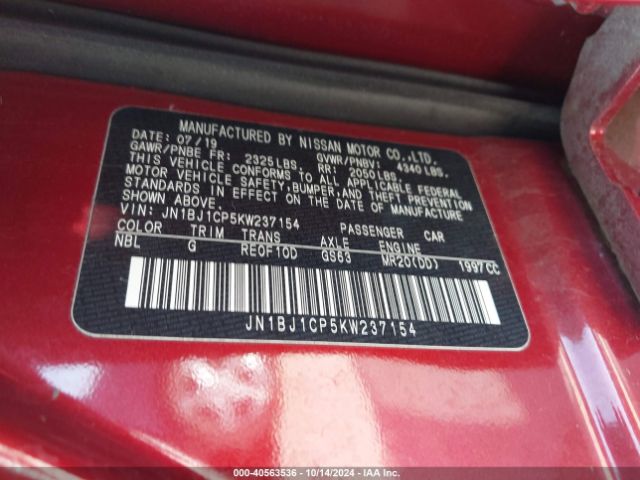 MANUFACTURED BY NISSAN MOTOR CO.,LTD.
DATE: 07/19 GVWR/PNBV: 4340 LBS.
GAWR/PNBE FR: 2325LBS. RR: 2050LBS.
THIS VEHICLE CONFORMS TO ALL APPLICABLE FEDERAL
MOTOR VEHICLE SAFETY,BUMPER,AND THEFT PREVENTION
STANDARDS IN EFFECT ON THE DATE OF MANUFACTURE
SHOWN ABOVE.
VIN: JN1BJ1CP5KW237154 PASSENGER CAR
COLOR TRIM TRANS AXLE ENGINE
NBL G RE0F10D GS63 MR20(DD) 1997CC
JN1BJ1CP5KW237154
00-40563536 - 10/14/2024 - IAA Inc.